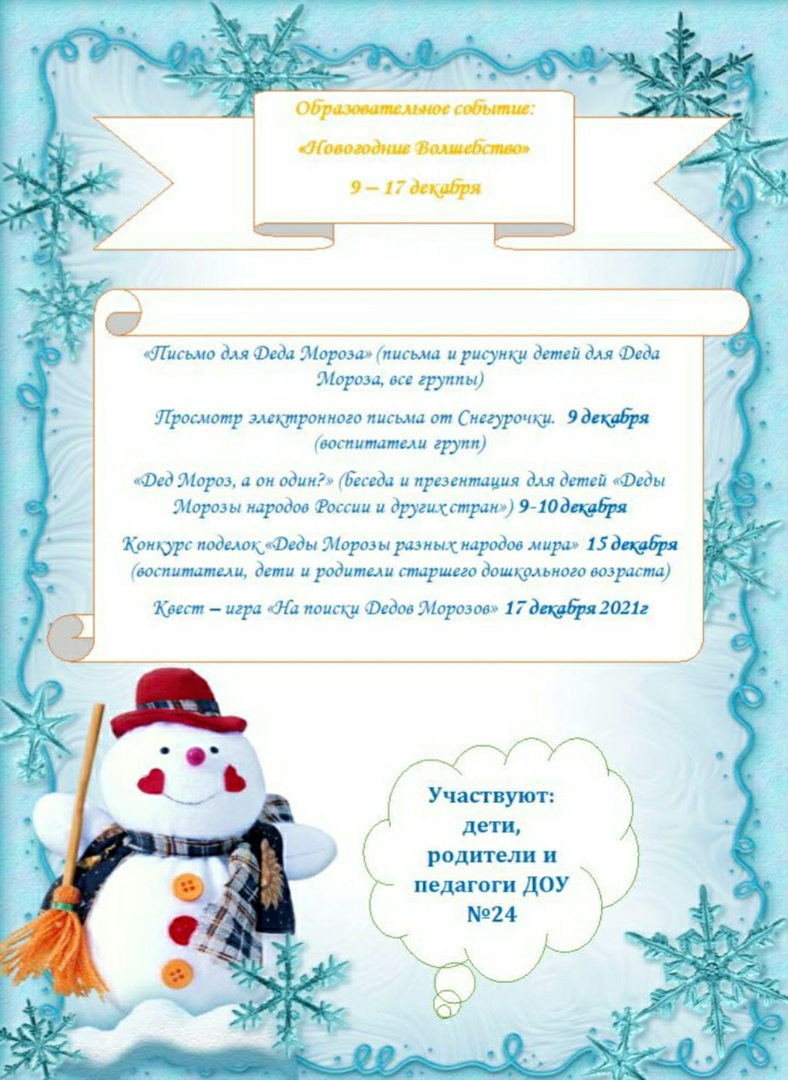 Образовательное событие:
«Новогодние Волшебство»
9 – 17 декабря
«Письмо для Деда Мороза» (письма и рисунки детей для Деда
Мороза, все группы)
Просмотр электронного письма от Снегурочки. 9 декабря
(воспитатели групп)
«Дед Мороз, а он один?» (беседа и презентация для детей «Деды
Морозы народов России и других стран») 9-10 декабря
Конкурс поделок «Деды Морозы разных народов мира» 15 декабря
(воспитатели, дети и родители старшего дошкольного возраста)
Квест – игра «На поиски Дедов Морозов» 17 декабря 2021г
Участвуют:
дети,
родители и
педагоги ДОУ
№24